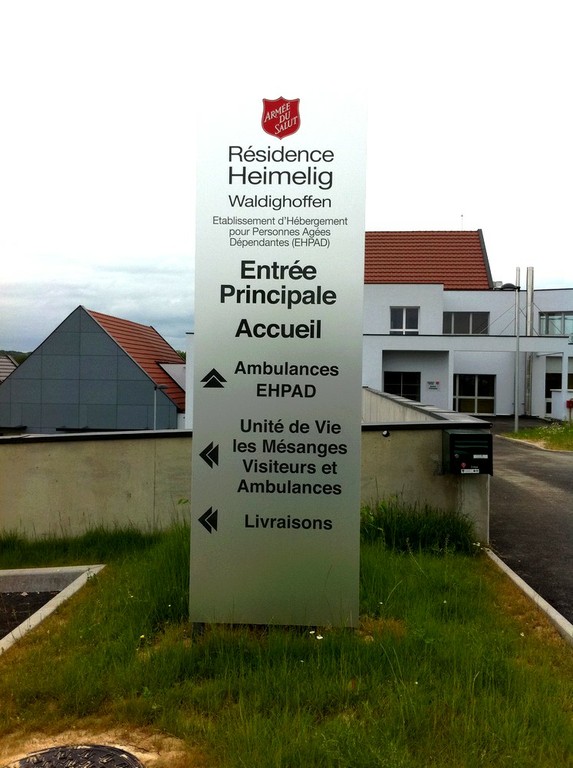 ARMÉE
DU
SALUT
Résidence
Heimelig
Waldighoffen
Etablissement d'Hébergement
pour Personnes Agées
Dépendantes (EHPAD)
Entrée
Principale
Accueil
Ambulances
EHPAD
Unité de Vie
les Mésanges
Visiteurs et
Ambulances
Livraisons